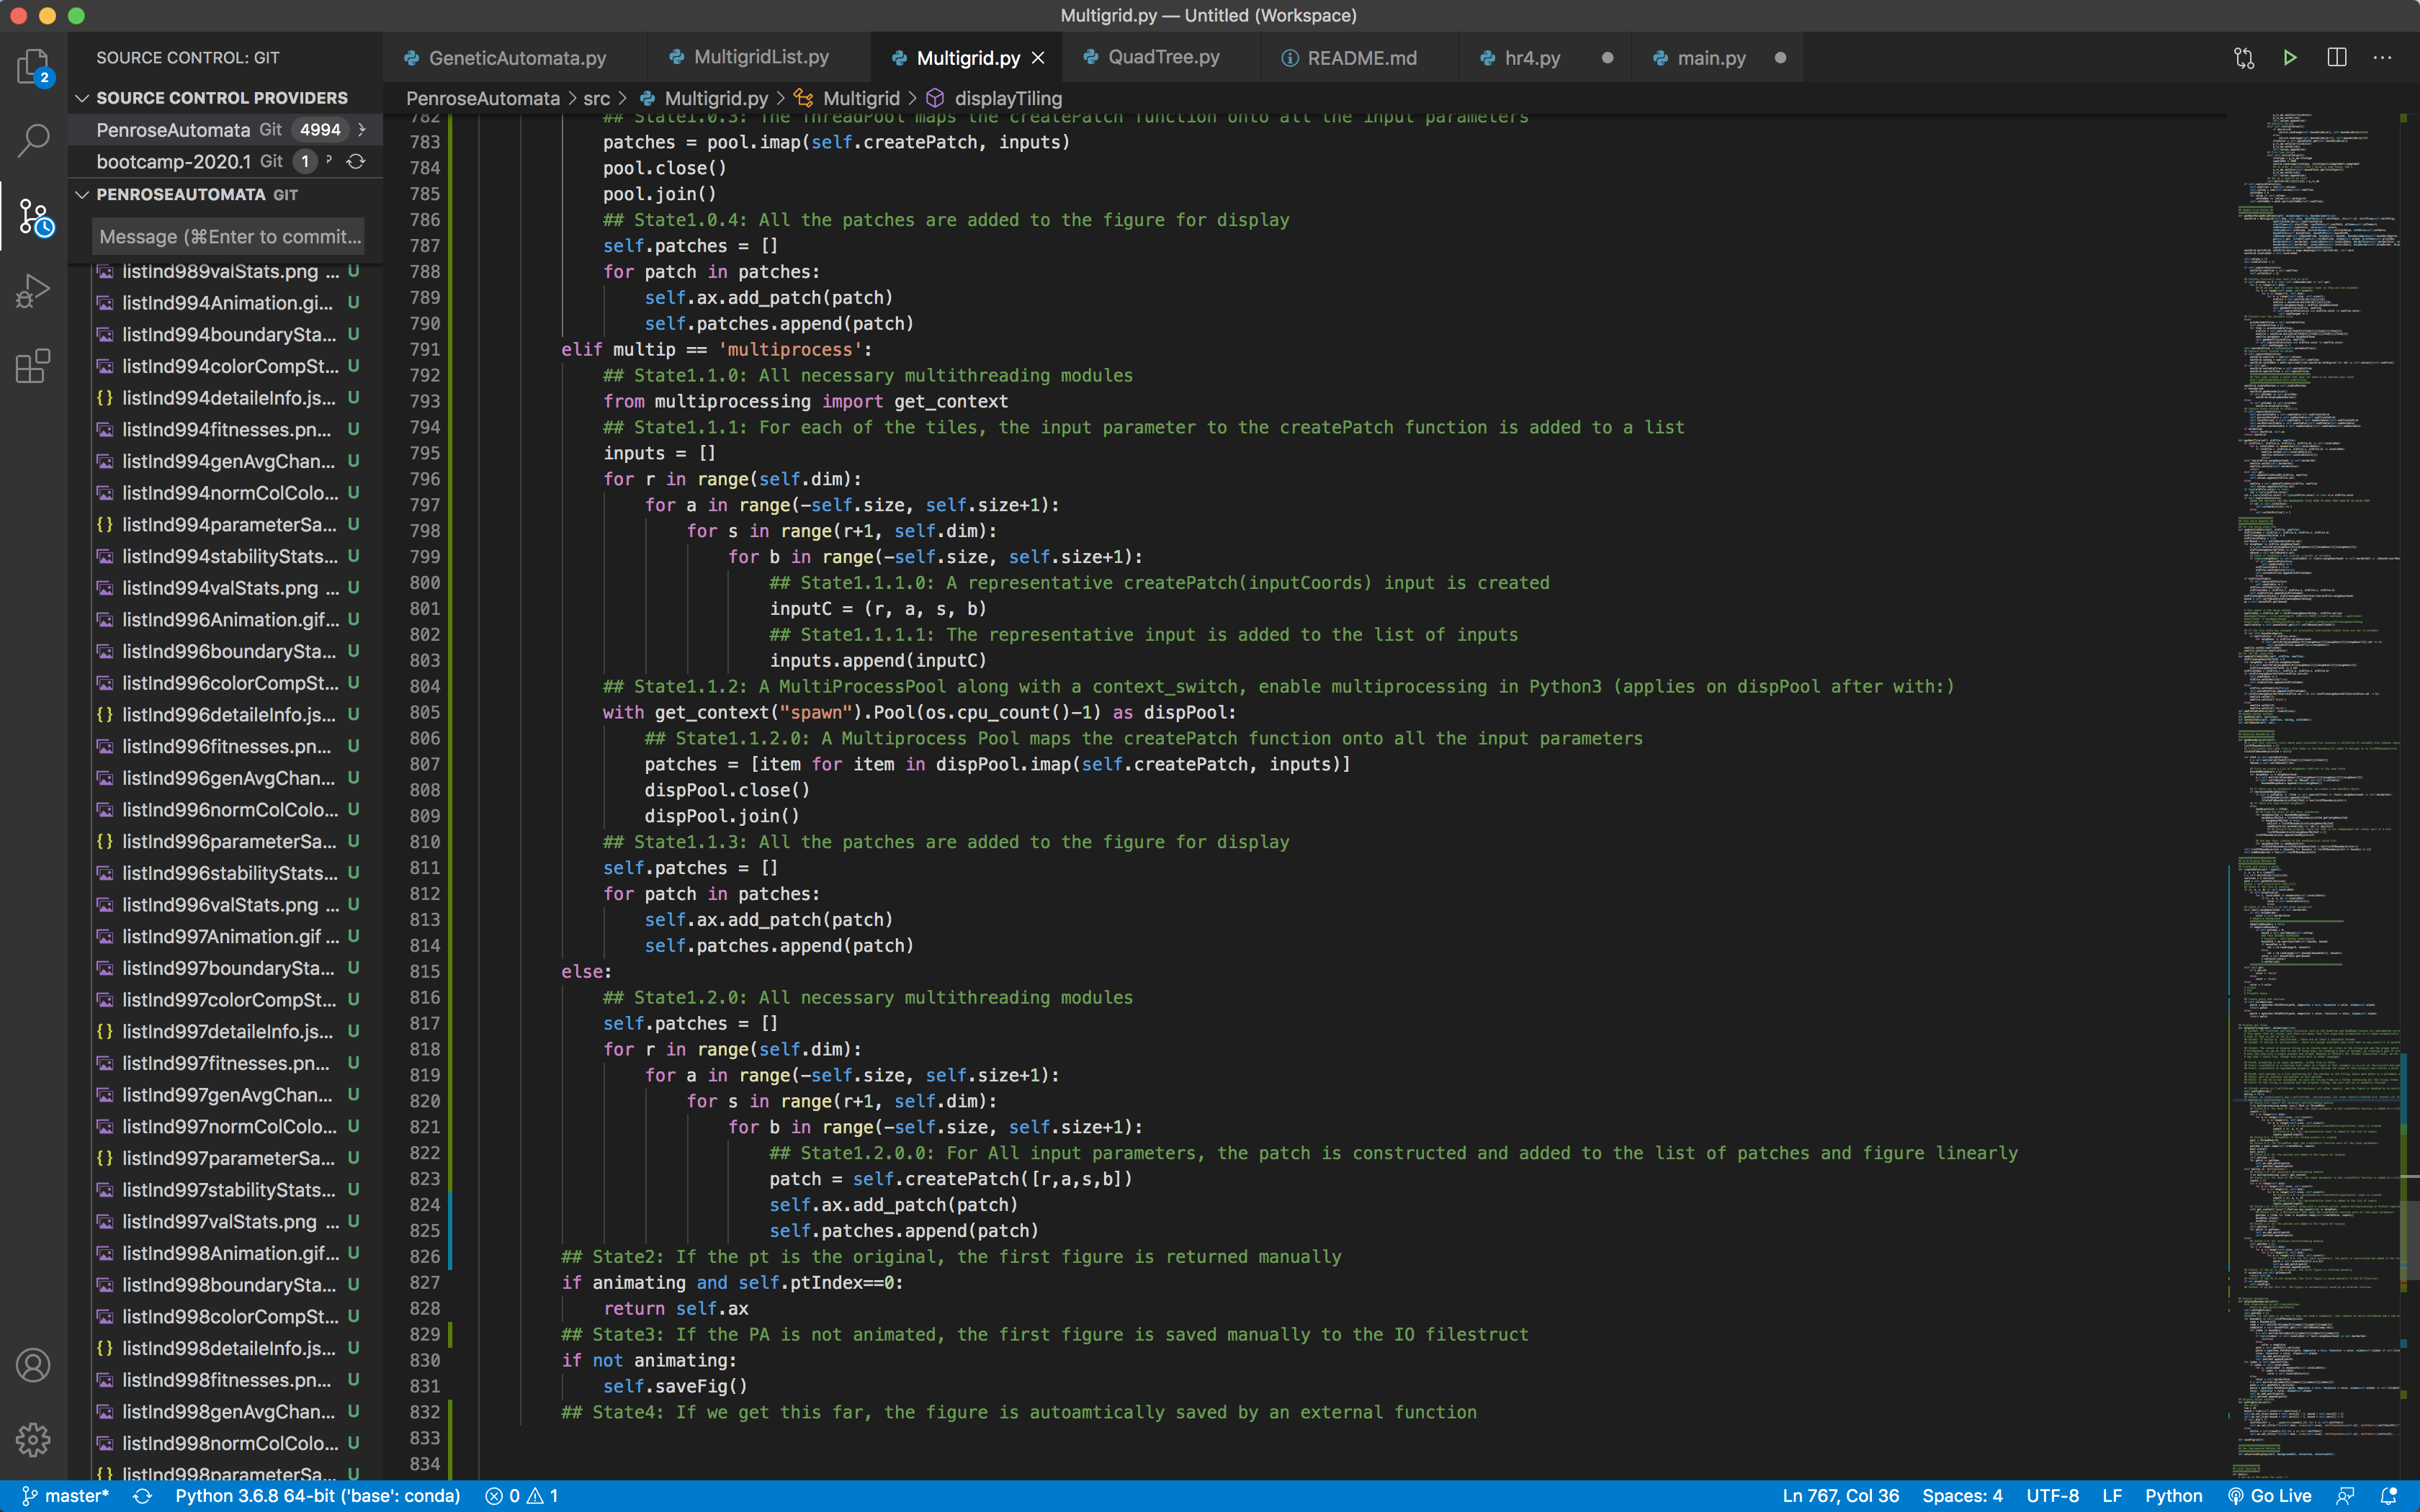 Multigrid.py — Untitled (Workspace)
2
SOURCE CONTROL: GIT
GeneticAutomata.py
MultigridList.py
Multigrid.py
QuadTree.py
README.md
hr4.py
main.py
SOURCE CONTROL PROVIDERS
PenroseAutomata Git 4994
bootcamp-2020.1 Git 1
PENROSEAUTOMATA GIT
Message (⌘Enter to commit...
listInd989valStats.png ... U
listInd994Animation.gi... U
listInd994boundarySta... U
listInd994colorCompSt... U
listInd994detaileInfo.js... U
listInd994fitnesses.pn... U
listInd994genAvgChan... U
listInd994normColColo... U
listInd994parameterSa... U
listInd994stabilityStats... U
listInd994valStats.png ... U
listInd996Animation.gif... U
listInd996boundarySta... U
listInd996colorCompSt... U
listInd996detaileInfo.js... U
listInd996fitnesses.pn... U
listInd996genAvgChan... U
listInd996normColColo... U
listInd996parameterSa... U
listInd996stabilityStats... U
listInd996valStats.png ... U
listInd997Animation.gif ... U
listInd997boundarySta... U
listInd997colorCompSt... U
listInd997detaileInfo.js... U
listInd997fitnesses.pn... U
listInd997genAvgChan... U
listInd997normColColo... U
listInd997parameterSa... U
listInd997stabilityStats... U
listInd997valStats.png ... U
listInd998Animation.gif... U
listInd998boundarySta... U
listInd998colorCompSt... U
listInd998detaileInfo.js... U
listInd998fitnesses.pn... U
listInd998genAvgChan... U
listInd998normColColo... U
listInd998parameterSa... U
PenroseAutomata > src > Multigrid.py > Multigrid > displayTiling
782 ## State1.0.3: The ThreadPool maps the createPatch function onto all the input parameters
783 patches = pool.imap(self.createPatch, inputs)
784 pool.close()
785 pool.join()
786 ## State1.0.4: All the patches are added to the figure for display
787 self.patches = []
788 for patch in patches:
789 self.ax.add_patch(patch)
790 self.patches.append(patch)
791 elif multip == 'multiprocess':
792 ## State1.1.0: All necessary multithreading modules
793 from multiprocessing import get_context
794 ## State1.1.1: For each of the tiles, the input parameter to the createPatch function is added to a list
795 inputs = []
796 for r in range(self.dim):
797 for a in range(-self.size, self.size+1):
798 for s in range(r+1, self.dim):
799 for b in range(-self.size, self.size+1):
800 ## State1.1.1.0: A representative createPatch(inputCoords) input is created
801 inputC = (r, a, s, b)
802 ## State1.1.1.1: The representative input is added to the list of inputs
803 inputs.append(inputC)
804 ## State1.1.2: A MultiProcessPool along with a context_switch, enable multiprocessing in Python3 (applies on dispPool after with:)
805 with get_context("spawn").Pool(os.cpu_count()-1) as dispPool:
806 ## State1.1.2.0: A Multiprocess Pool maps the createPatch function onto all the input parameters
807 patches = [item for item in dispPool.imap(self.createPatch, inputs)]
808 dispPool.close()
809 dispPool.join()
810 ## State1.1.3: All the patches are added to the figure for display
811 self.patches = []
812 for patch in patches:
813 self.ax.add_patch(patch)
814 self.patches.append(patch)
815 else:
816 ## State1.2.0: All necessary multithreading modules
817 self.patches = []
818 for r in range(self.dim):
819 for a in range(-self.size, self.size+1):
820 for s in range(r+1, self.dim):
821 for b in range(-self.size, self.size+1):
822 ## State1.2.0.0: For All input parameters, the patch is constructed and added to the list of patches and figure linearly
823 patch = self.createPatch([r,a,s,b])
824 self.ax.add_patch(patch)
825 self.patches.append(patch)
826 ## State2: If the pt is the original, the first figure is returned manually
827 if animating and self.ptIndex==0:
828 return self.ax
829 ## State3: If the PA is not animated, the first figure is saved manually to the IO filestruct
830 if not animating:
831 self.saveFig()
832 ## State4: If we get this far, the figure is autoamtically saved by an external function
833
834
master* Python 3.6.8 64-bit ('base': conda) 0 1 Ln 767, Col 36 Spaces: 4 UTF-8 LF Python Go Live